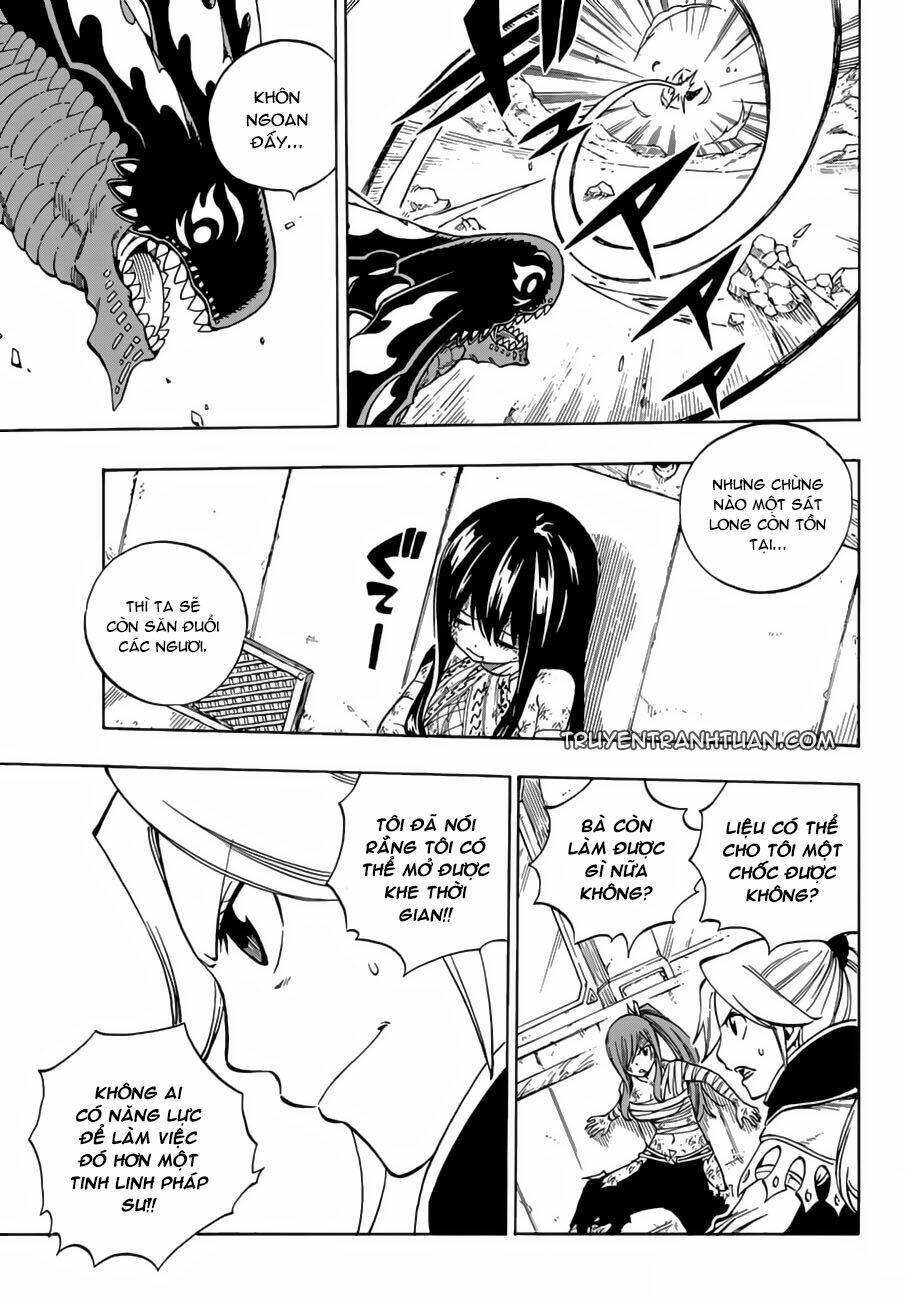 KHÔN
NGOAN
ĐẤY...
NHƯNG CHỪNG
NÀO MỘT SÁT
LONG CÒN TỒN
TẠI...
THÌ TA SẼ
CÒN SĂN ĐUỔI
CÁC NGƯƠI.
TRUYENTRANHTUAN.COM
LIỆU CÓ THỂ
CHO TÔI MỘT
CHỐC ĐƯỢC
KHÔNG?
BÀ CÒN
LÀM ĐƯỢC
GÌ NỮA
KHÔNG?
TÔI ĐÃ NÓI
RẰNG TÔI CÓ
THỂ MỞ ĐƯỢC
KHE THỜI
GIAN!!
KHÔNG AI
CÓ NĂNG LỰC
ĐỂ LÀM VIỆC
ĐÓ HƠN MỘT
TINH LINH PHÁP
SƯ!!